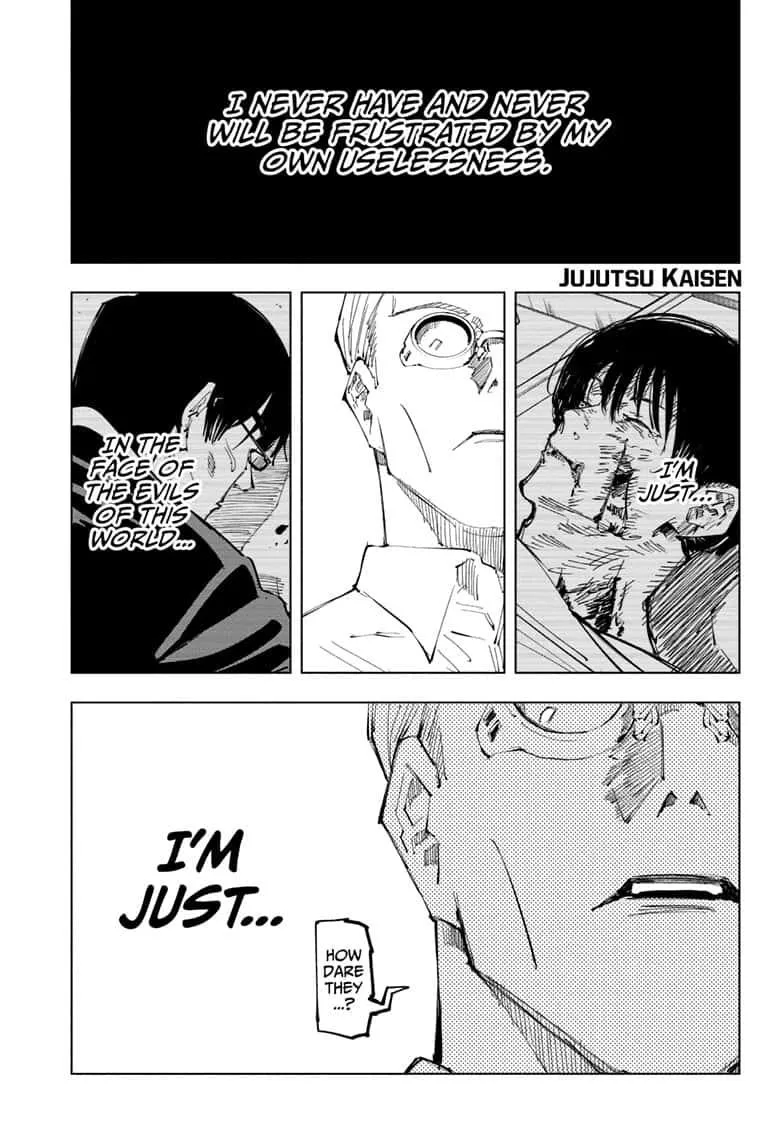 I NEVER HAVE AND NEVER
WILL BE FRUSTRATED BY MY
OWN USELESSNESS.
JUJUTSU KAISEN
I'M
JUST...
IN THE
FACE OF
THE EVILS
OF THIS
WORLD...
I'M
JUST...
HOW
DARE
THEY
...?